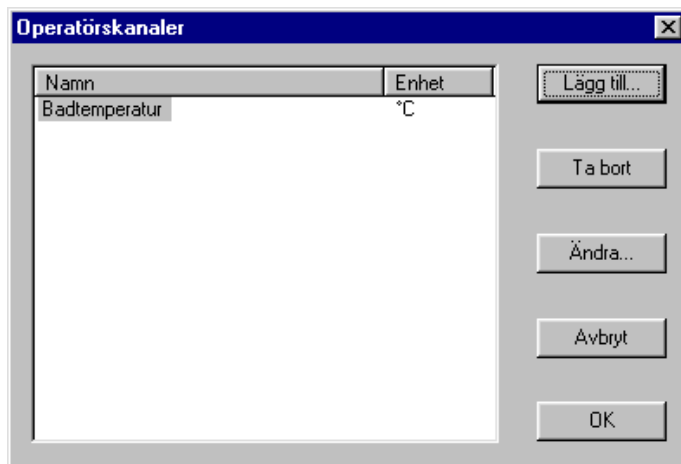 Operatörskanaler
Namn Enhet
Badtemperatur °C
Lägg till...
Ta bort
Ändra...
Avbryt
OK